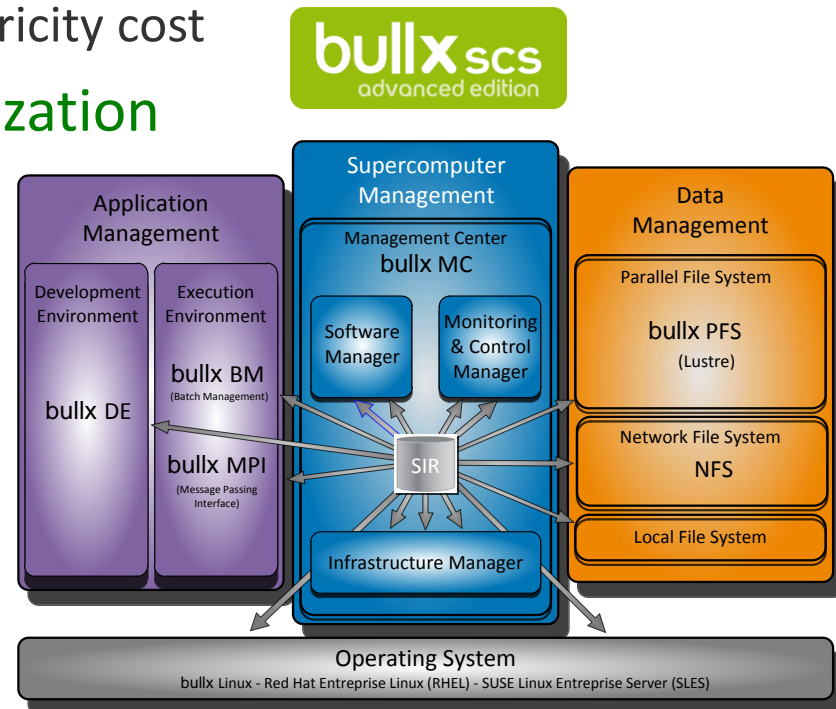 ricity cost
zation
bullx scs
advanced edition
Application
Management
Development
Environment
bullx DE
Execution
Environment
bullx BM
(Batch Management)
bullx MPI
(Message Passing
Interface)
Supercomputer
Management
Management Center
bullx MC
Software
Manager
Monitoring
& Control
Manager
SIR
Infrastructure Manager
Data
Management
Parallel File System
bullx PFS
(Lustre)
Network File System
NFS
Local File System
Operating System
bullx Linux - Red Hat Entreprise Linux (RHEL) - SUSE Linux Entreprise Server (SLES)